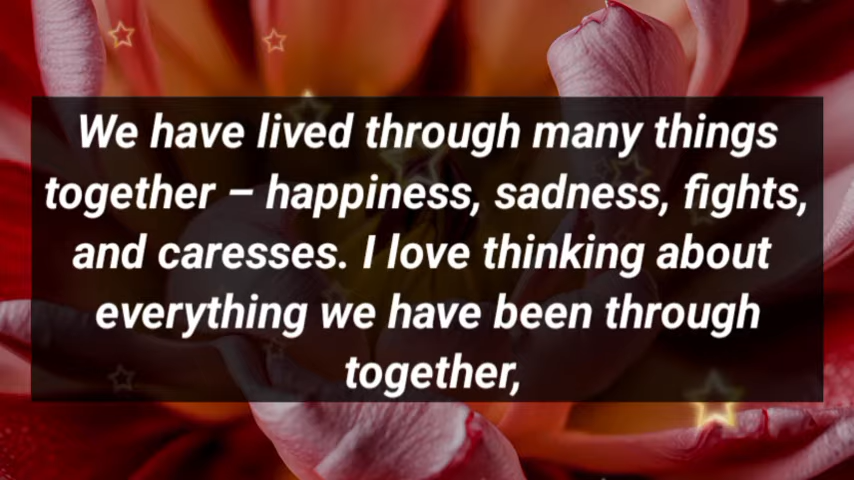 We have lived through many things
together – happiness, sadness, fights,
and caresses. I love thinking about
everything we have been through
together,